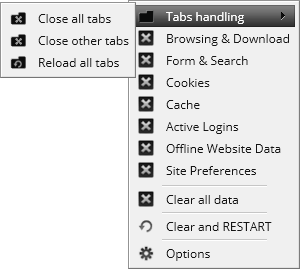 Close all tabs
Close other tabs
Reload all tabs
Tabs handling
Browsing & Download
Form & Search
Cookies
Cache
Active Logins
Offline Website Data
Site Preferences
Clear all data
Clear and RESTART
Options